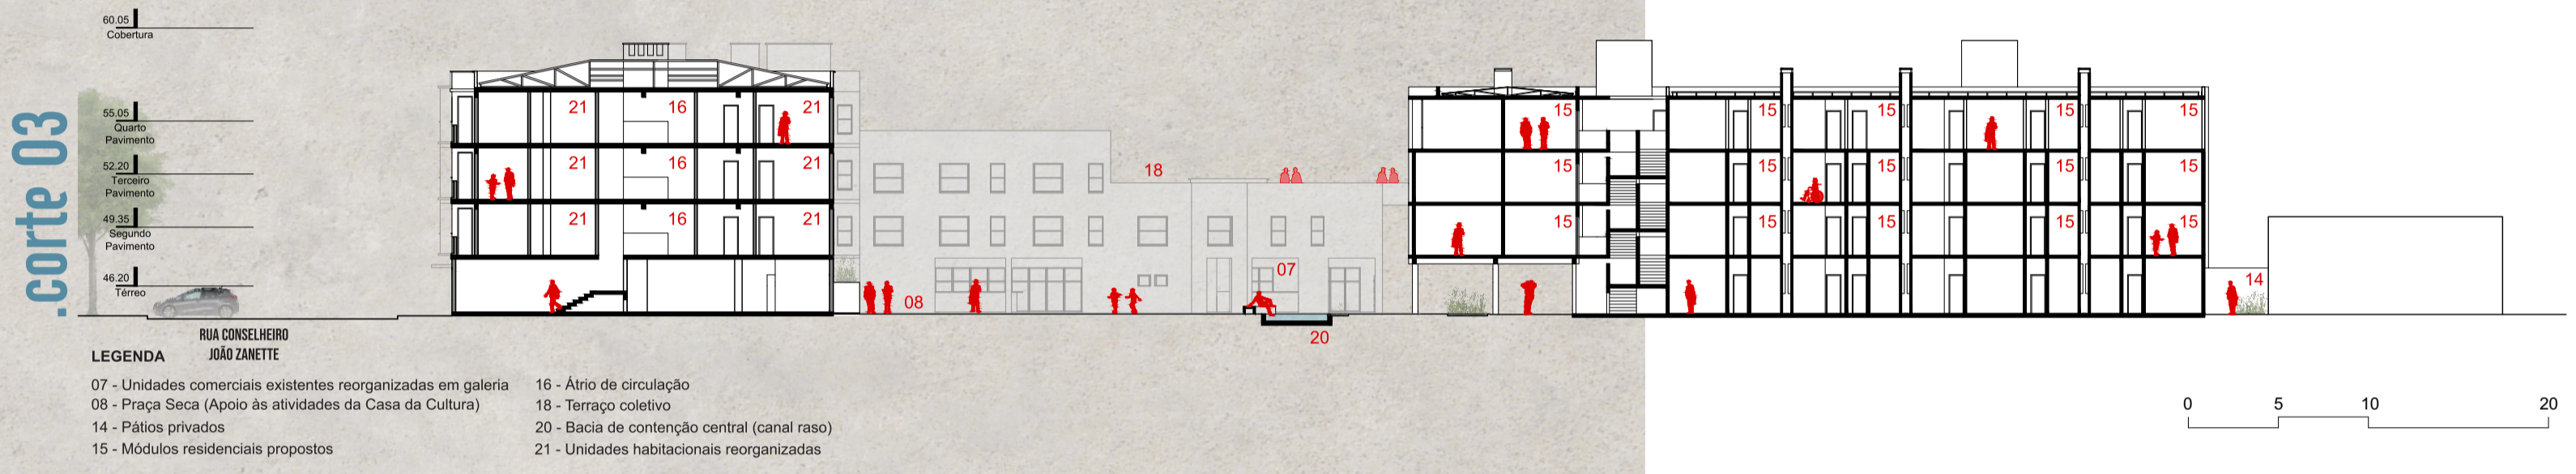 .corte 03
60.05
Cobertura
55.05
Quarto
Pavimento
52.20
Terceiro
Pavimento
49.35
Segundo
Pavimento
46.20
Térreo
RUA CONSELHEIRO
JOÃO ZANETTE
21 16 21
21 16 21
21 16 21
18
08
07
20
15 15 15 15 15
15 15 15 15 15
15 15 15 15 15
14
LEGENDA
07 - Unidades comerciais existentes reorganizadas em galeria
08 - Praça Seca (Apoio às atividades da Casa da Cultura)
14 - Pátios privados
15 - Módulos residenciais propostos
16 - Átrio de circulação
18 - Terraço coletivo
20 - Bacia de contenção central (canal raso)
21 - Unidades habitacionais reorganizadas
0 5 10 20